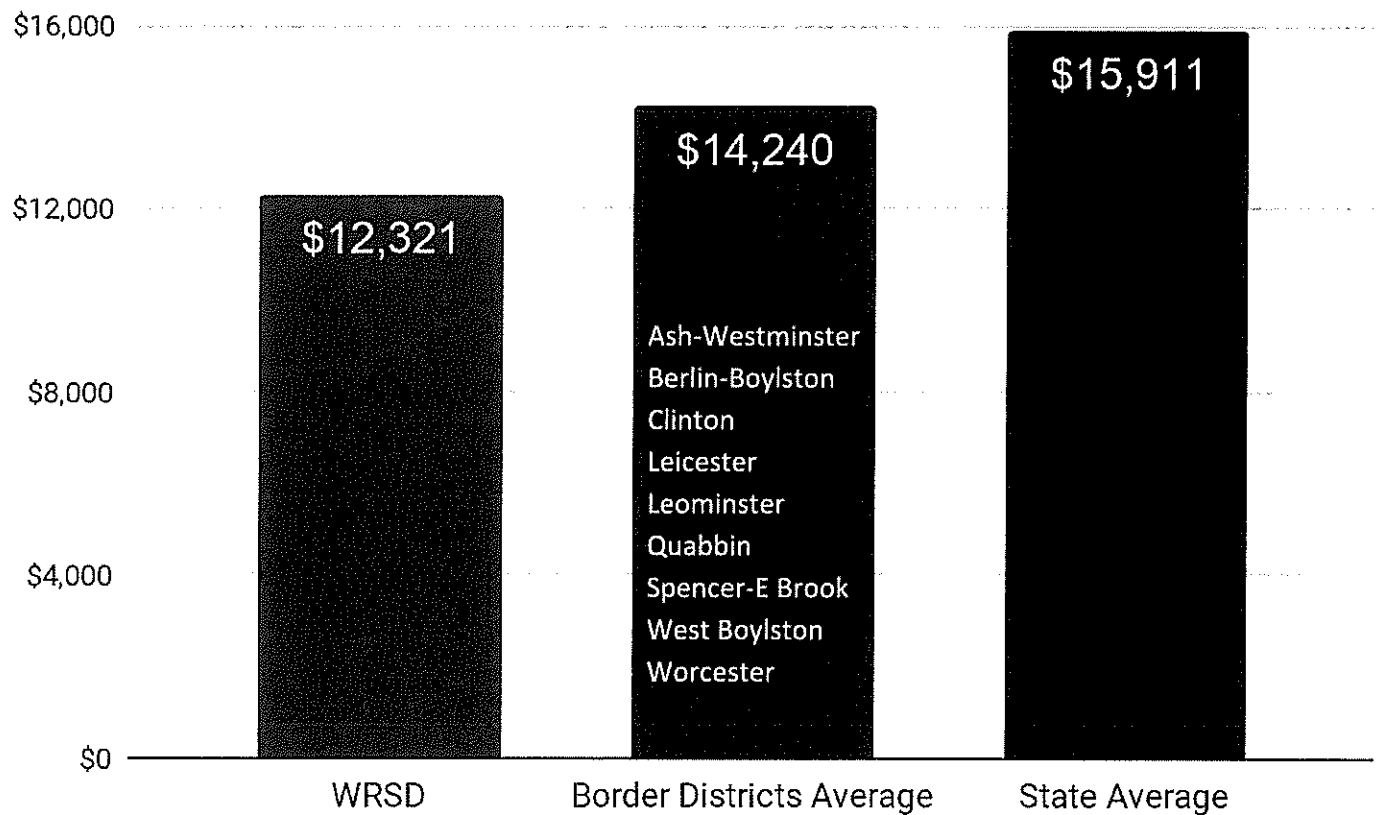 $16,000
$12,000
$8,000
$4,000
$0
$12,321
$14,240
$15,911
Ash-Westminster
Berlin-Boylston
Clinton
Leicester
Leominster
Quabbin
Spencer-E Brook
West Boylston
Worcester
WRSD
Border Districts Average
State Average